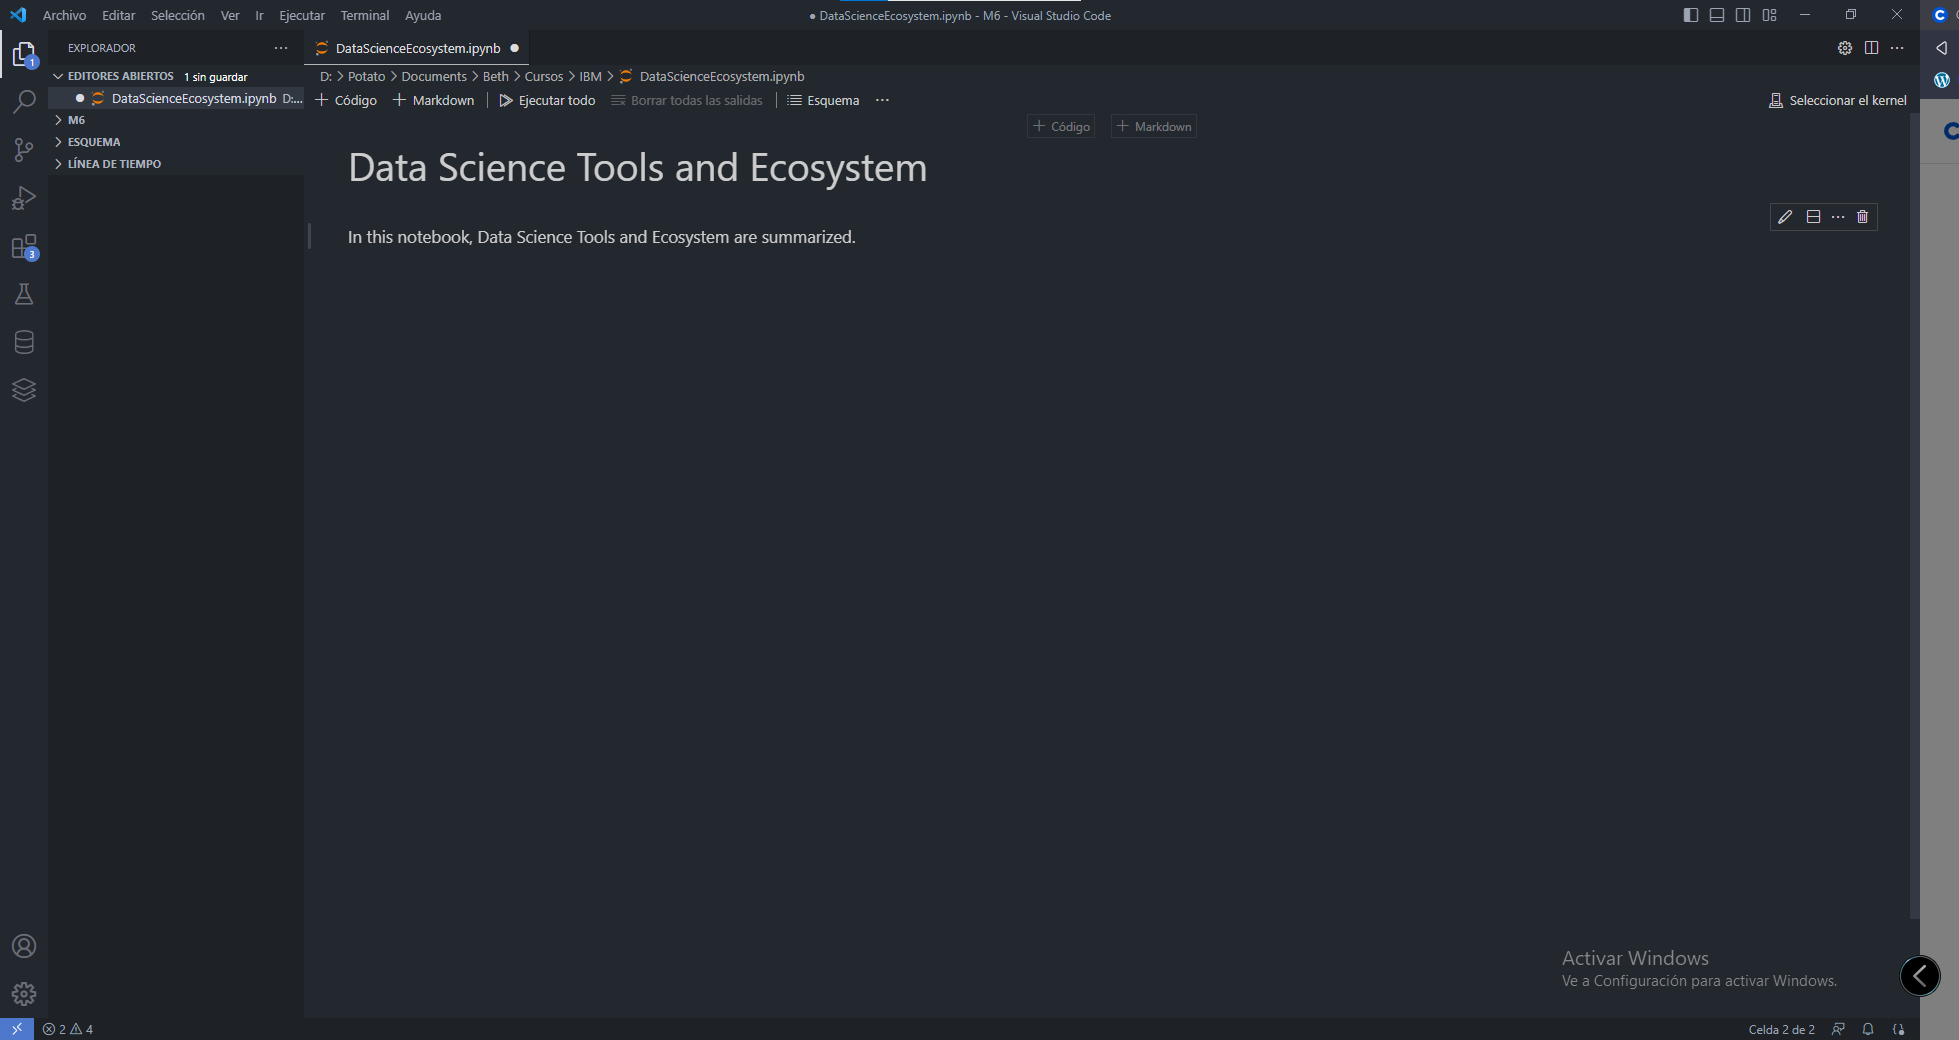 Archivo Editar Selección Ver Ir Ejecutar Terminal Ayuda
● DataScienceEcosystem.ipynb - M6 - Visual Studio Code
EXPLORADOR
EDITORES ABIERTOS 1 sin guardar
DataScienceEcosystem.ipynb D:...
M6
ESQUEMA
LÍNEA DE TIEMPO
1
3
DataScienceEcosystem.ipynb
D: > Potato > Documents > Beth > Cursos > IBM > DataScienceEcosystem.ipynb
+ Código + Markdown | Ejecutar todo Borrar todas las salidas | Esquema ...
Seleccionar el kernel
+ Código + Markdown
Data Science Tools and Ecosystem
In this notebook, Data Science Tools and Ecosystem are summarized.
Activar Windows
Ve a Configuración para activar Windows.
2 4
Celda 2 de 2